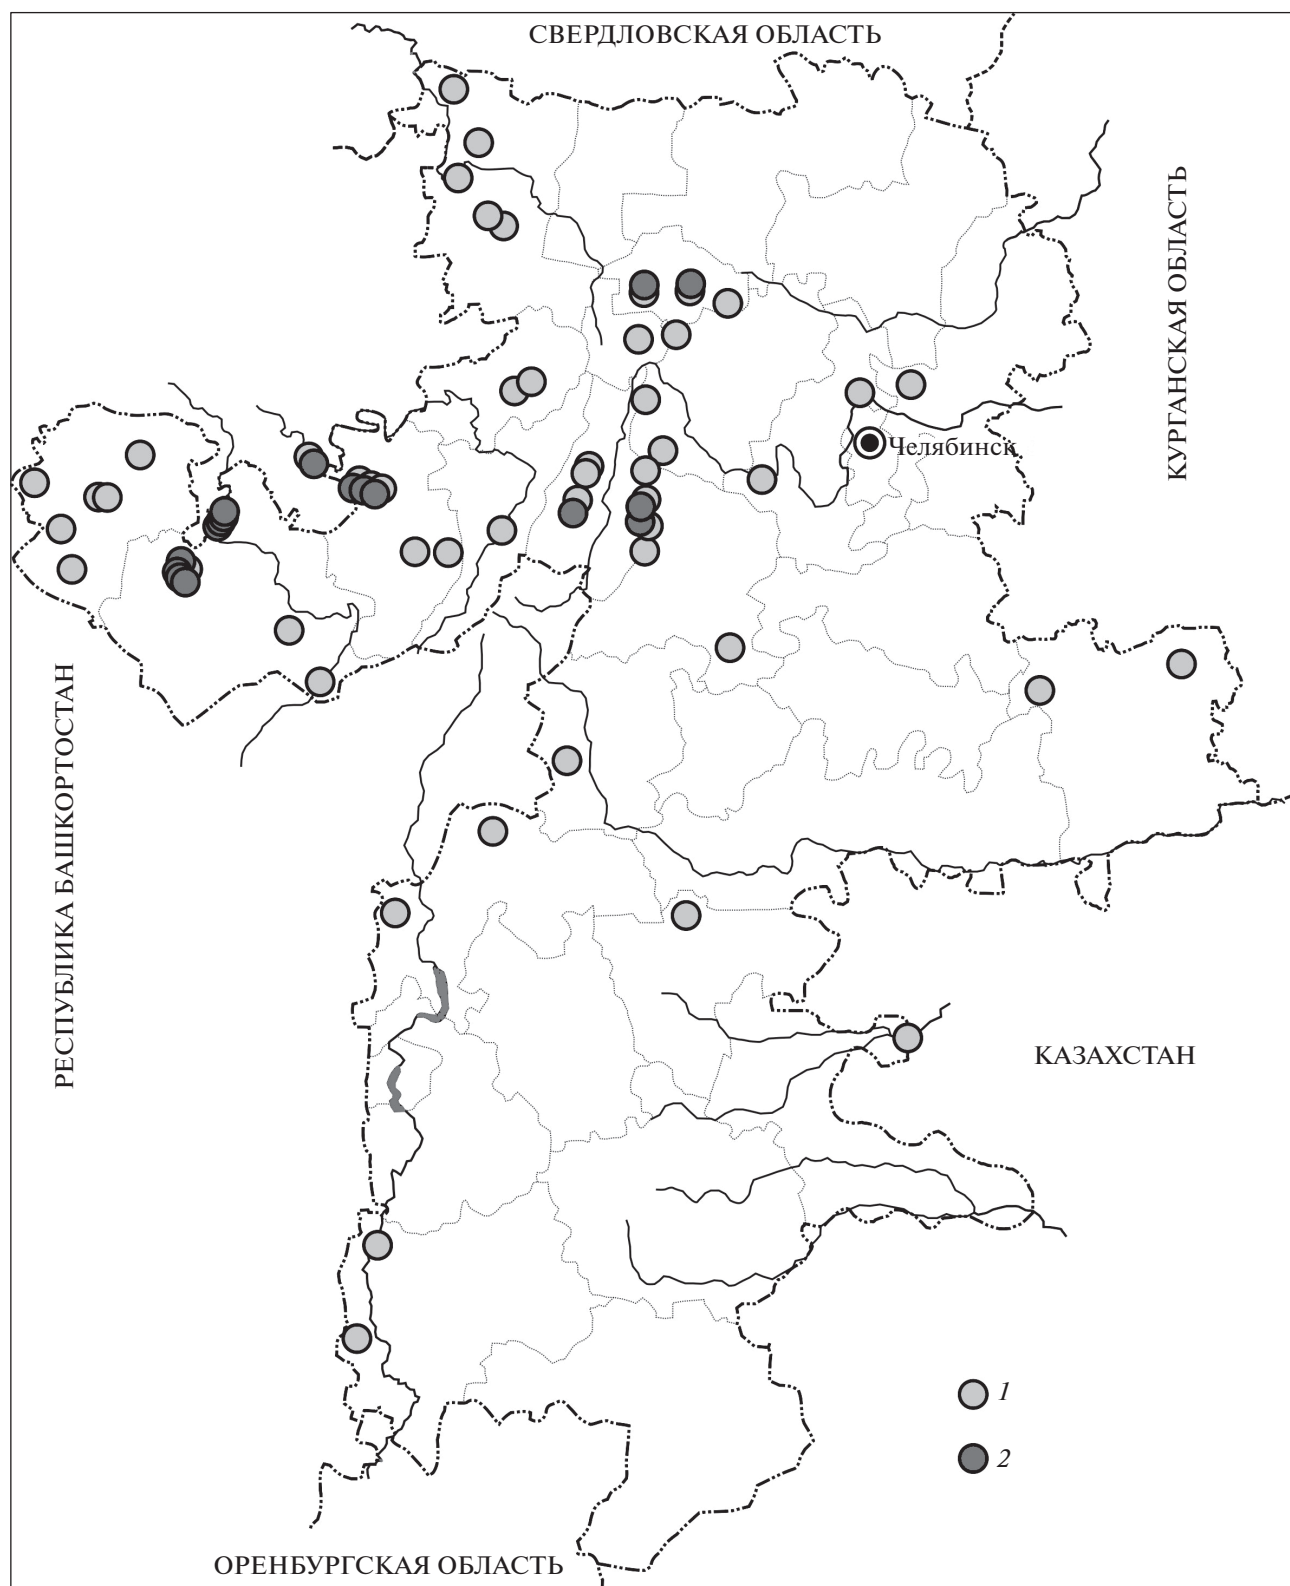 СВЕРДЛОВСКАЯ ОБЛАСТЬ
КУРГАНСКАЯ ОБЛАСТЬ
Челябинск
РЕСПУБЛИКА БАШКОРТОСТАН
КАЗАХСТАН
1
2
ОРЕНБУРГСКАЯ ОБЛАСТЬ